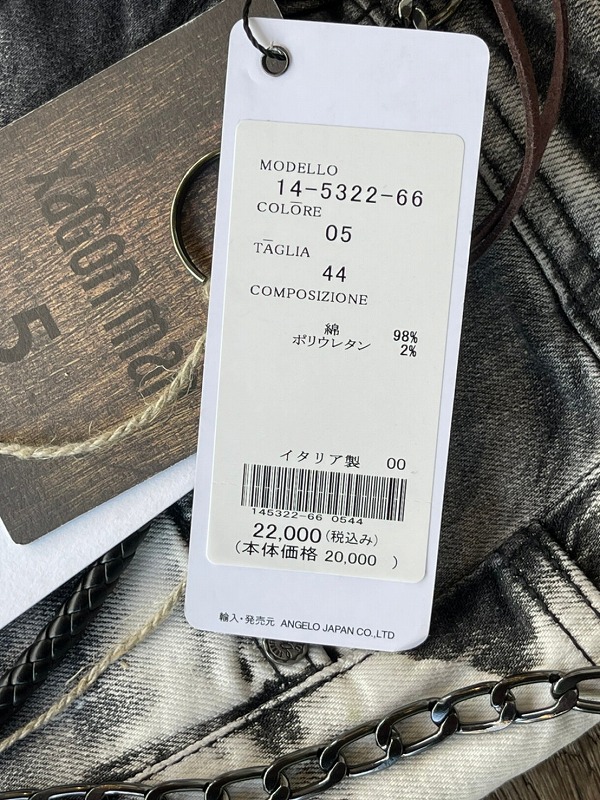 MODELLO
14-5322-66
COLORE
05
TAGLIA
44
COMPOSIZIONE
綿 98%
ポリウレタン 2%
イタリア製 00
145322-66 0544
22,000(税込み)
(本体価格 20,000 )
輸入・発売元 ANGELO JAPAN CO.,LTD
xagon man
5